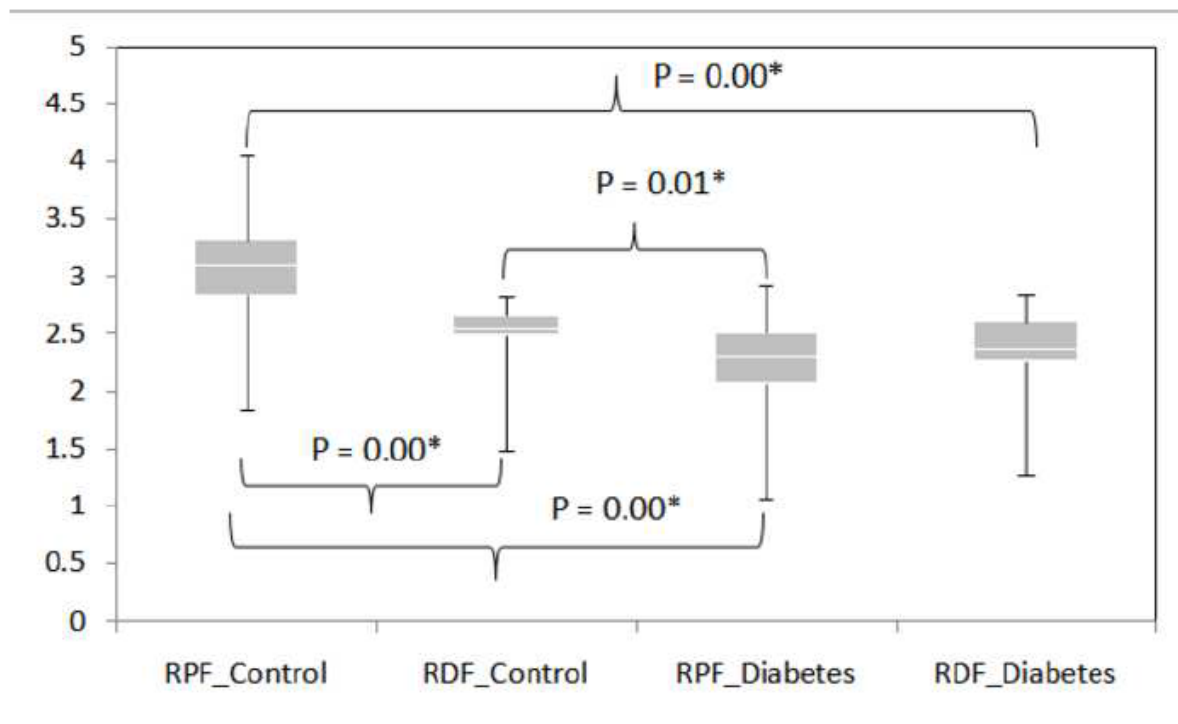 5
4.5
4
3.5
3
2.5
2
1.5
1
0.5
0
P = 0.00*
P = 0.01*
P = 0.00*
P = 0.00*
RPF_Control RDF_Control RPF_Diabetes RDF_Diabetes